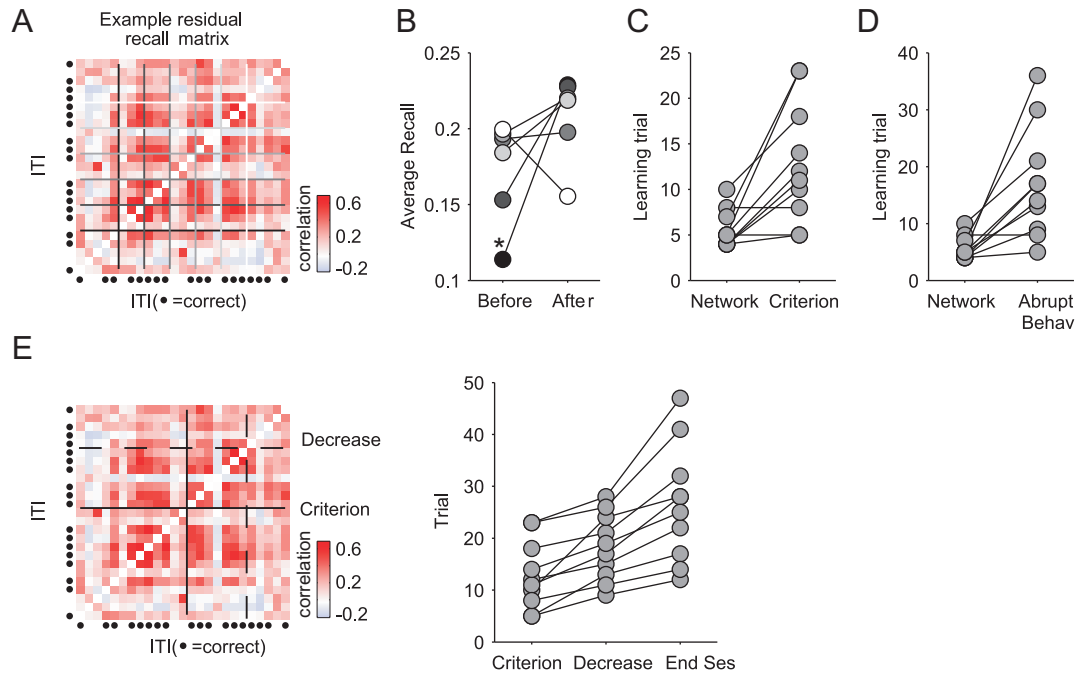 A
Example residual
recall matrix
ITI
correlation
0.6
0.2
-0.2
ITI(•=correct)
B
0.25
0.2
0.15
0.1
Average Recall
*
Before
After
C
25
20
15
10
5
0
Learning trial
Network
Criterion
D
40
30
20
10
0
Learning trial
Network
Abrupt
Behav
E
ITI
Decrease
Criterion
correlation
0.6
0.2
-0.2
ITI(•=correct)
50
40
30
20
10
0
Trial
Criterion
Decrease
End Ses